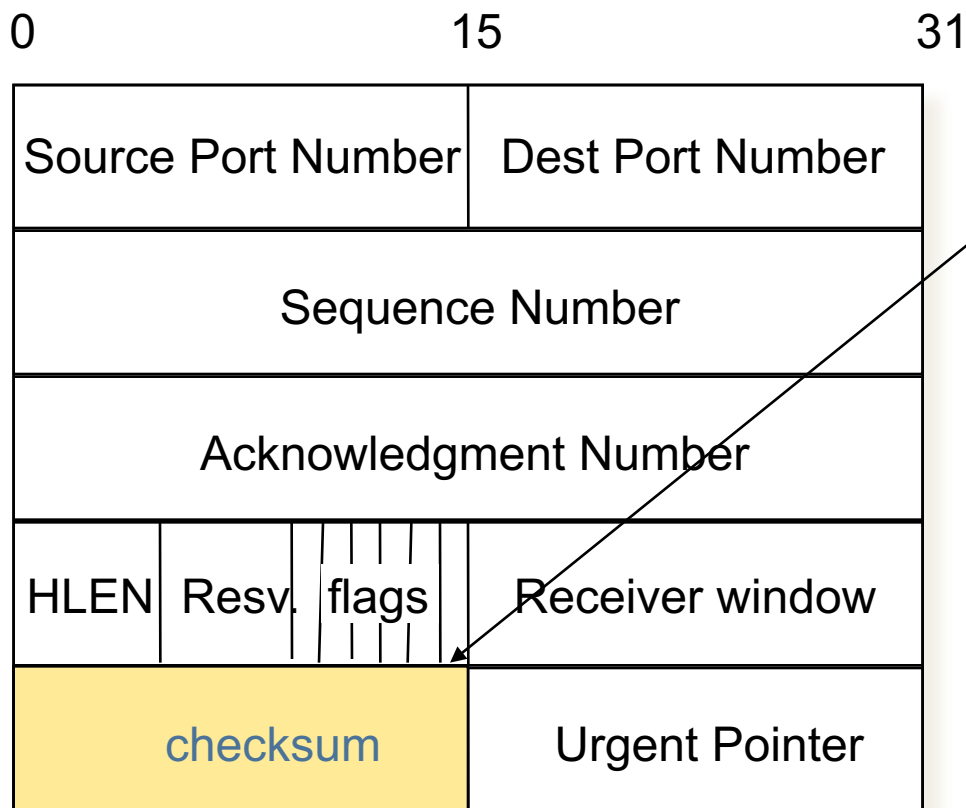 0 15 31
Source Port Number Dest Port Number
Sequence Number
Acknowledgment Number
HLEN Resv. flags Receiver window
checksum Urgent Pointer